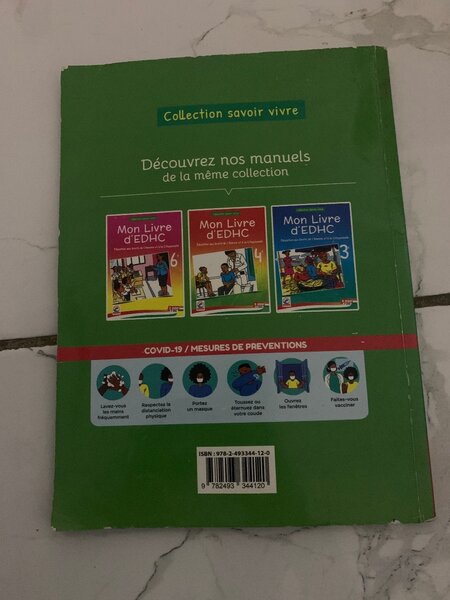 Collection savoir vivre
Découvrez nos manuels
de la même collection
Mon Livre
d'EDHC
6e
Mon Livre
d'EDHC
4
Mon Livre
d'EDHC
3
COVID-19 / MESURES DE PREVENTIONS
Lavez-vous
les mains
fréquemment
Respectez la
distanciation
physique
Portez
un masque
Toussez ou
éternuez dans
votre coude
Ouvrez
les fenêtres
Faites-vous
vacciner
ISBN : 978-2-493344-12-0
9 782493 344120